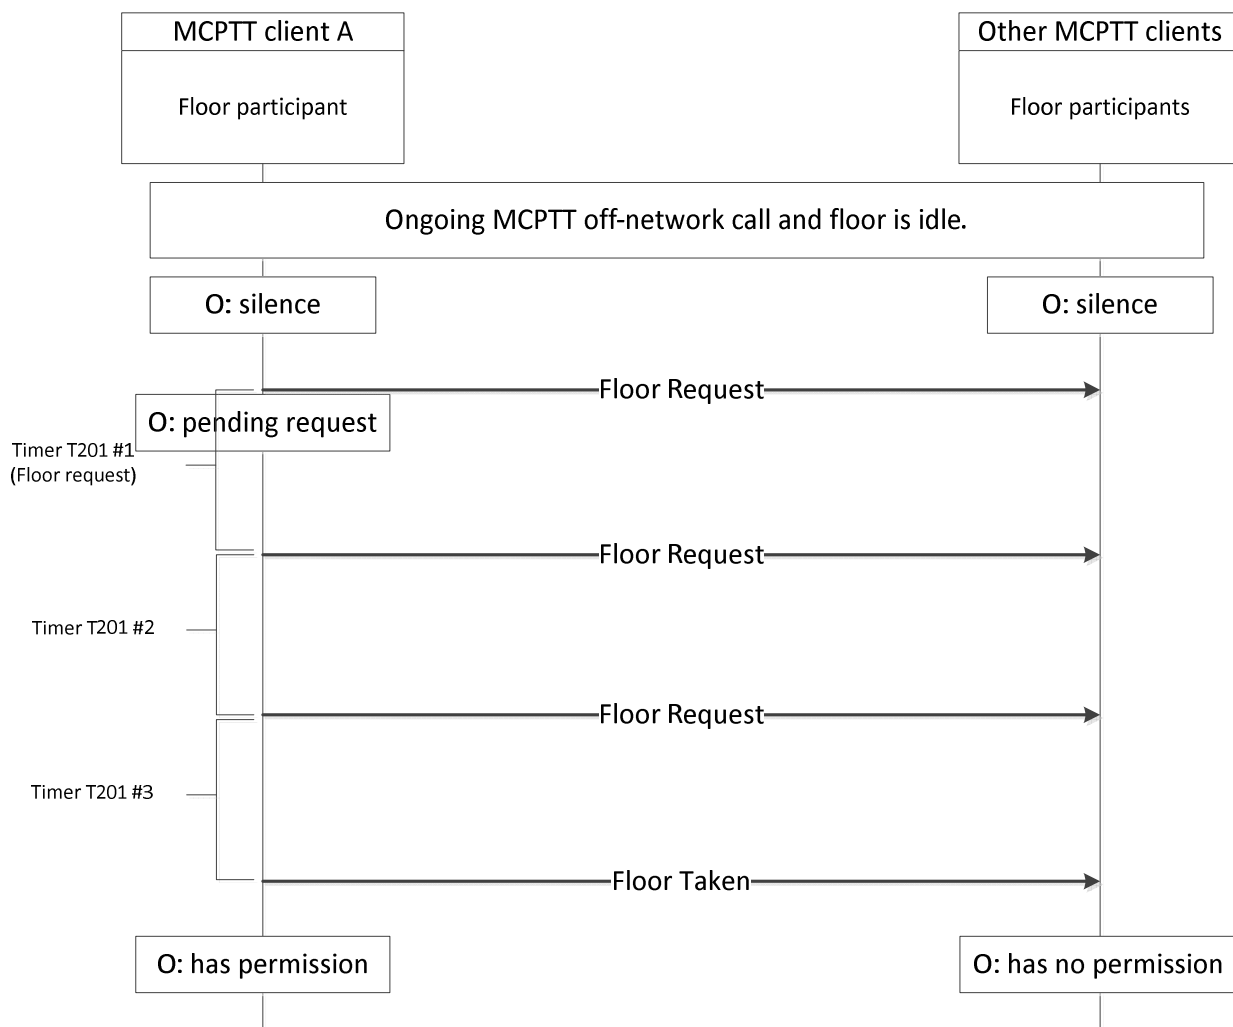 MCPTT client A
Other MCPTT clients
Floor participant
Floor participants
Ongoing MCPTT off-network call and floor is idle.
O: silence
O: silence
Floor Request
O: pending request
Timer T201 #1
(Floor request)
Floor Request
Timer T201 #2
Floor Request
Timer T201 #3
Floor Taken
O: has permission
O: has no permission